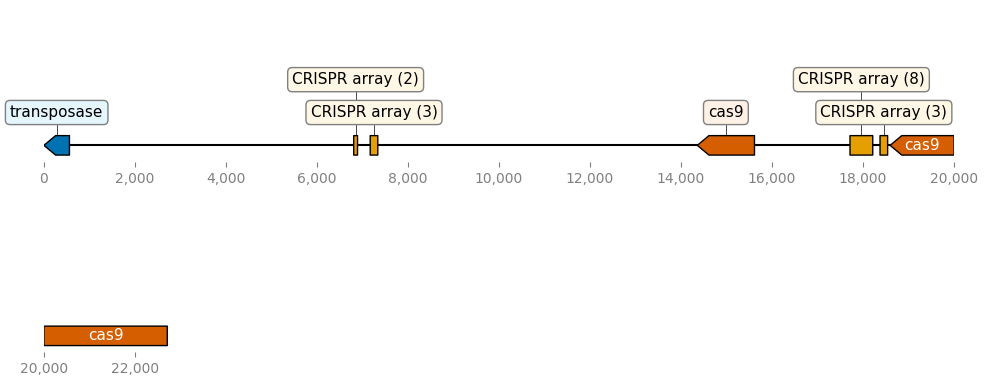 CRISPR array (2)
CRISPR array (8)
transposase
CRISPR array (3)
cas9
CRISPR array (3)
cas9
0
2,000
4,000
6,000
8,000
10,000
12,000
14,000
16,000
18,000
20,000
cas9
20,000
22,000